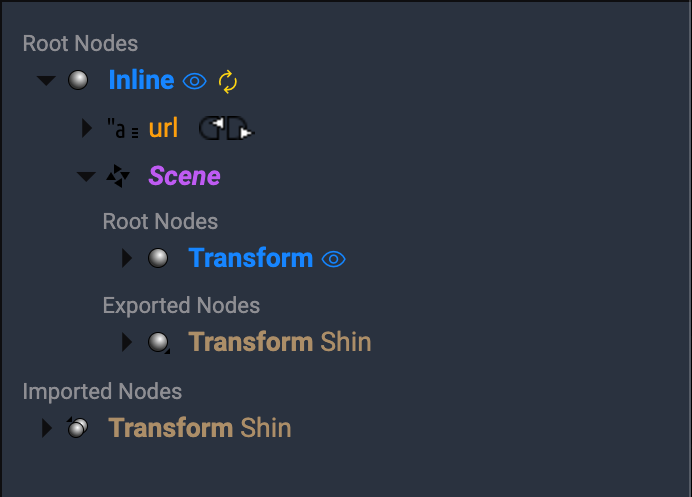 Root Nodes
Inline
"a url
Scene
Root Nodes
Transform
Exported Nodes
Transform Shin
Imported Nodes
Transform Shin